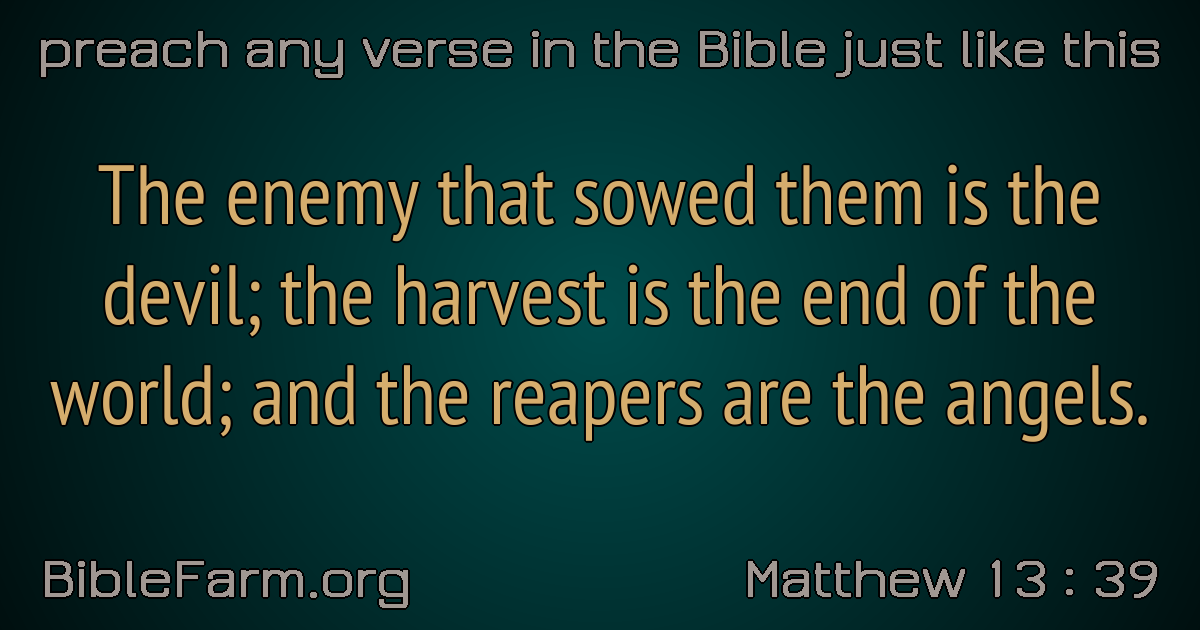 preach any verse in the Bible just like this
The enemy that sowed them is the
devil; the harvest is the end of the
world; and the reapers are the angels.
BibleFarm.org
Matthew 13 : 39